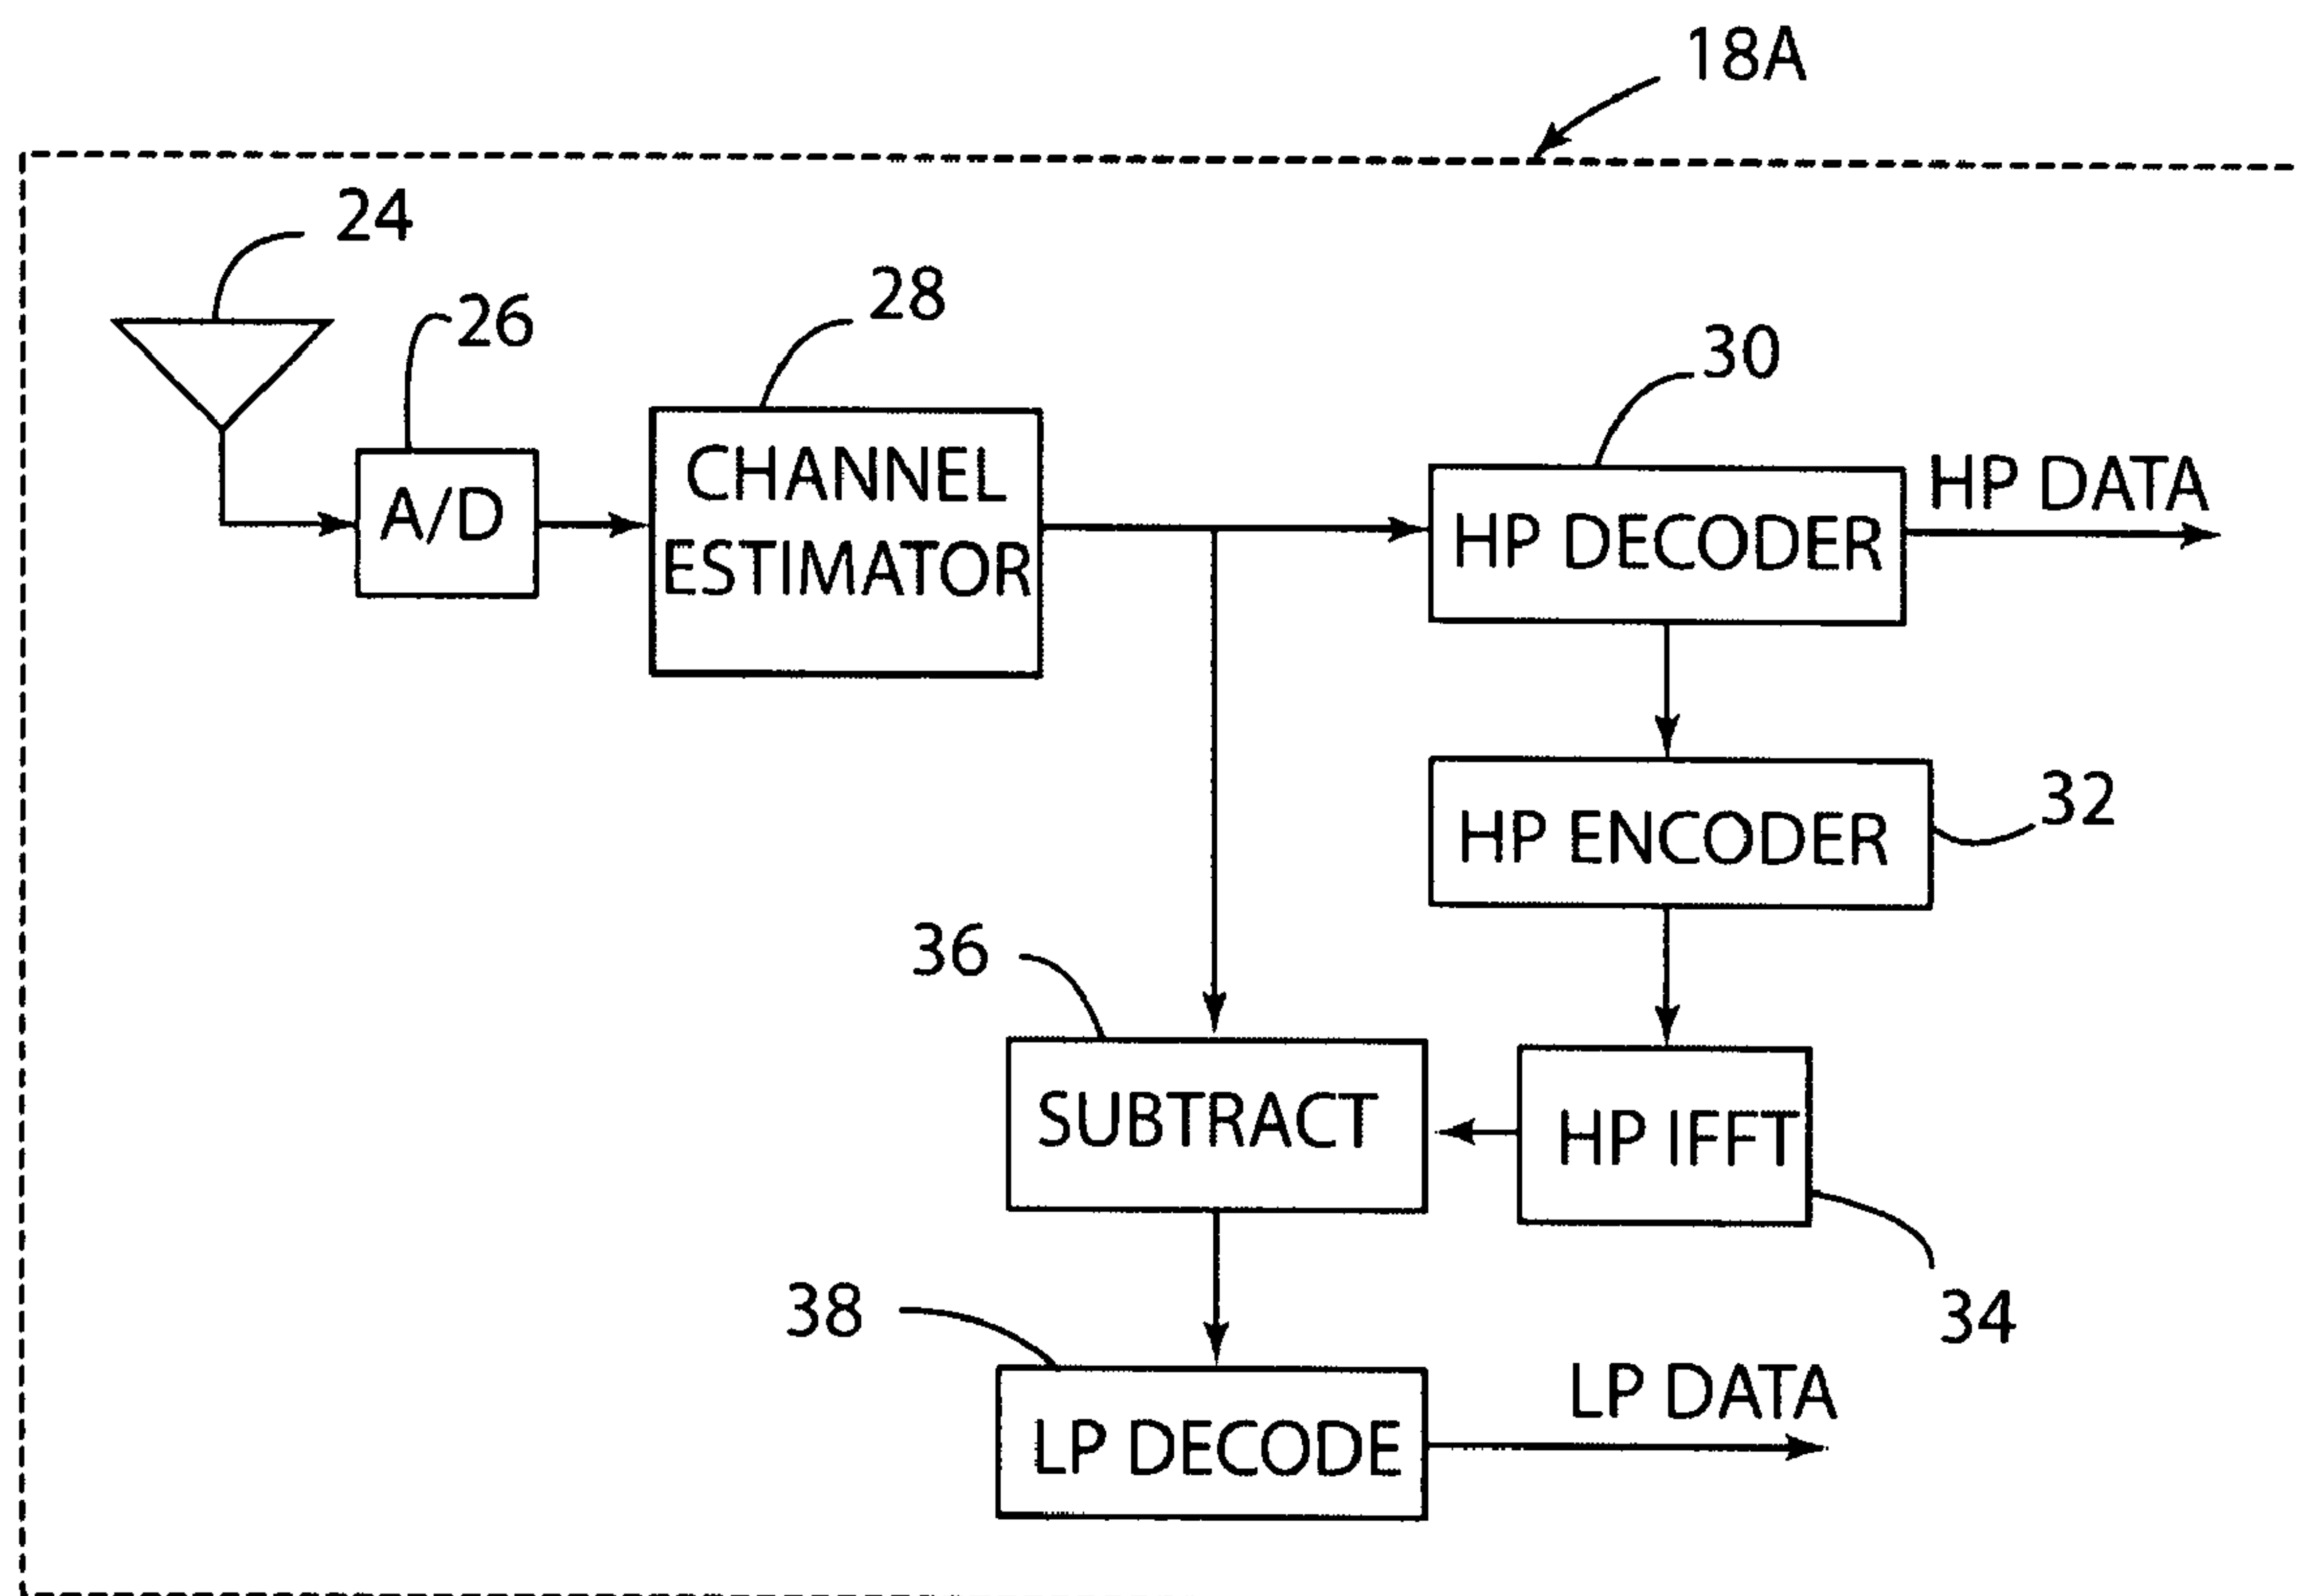 18A
24
26
28
30
A/D
CHANNEL
ESTIMATOR
HP DECODER
HP DATA
HP ENCODER
32
36
SUBTRACT
HP IFFT
34
38
LP DECODE
LP DATA